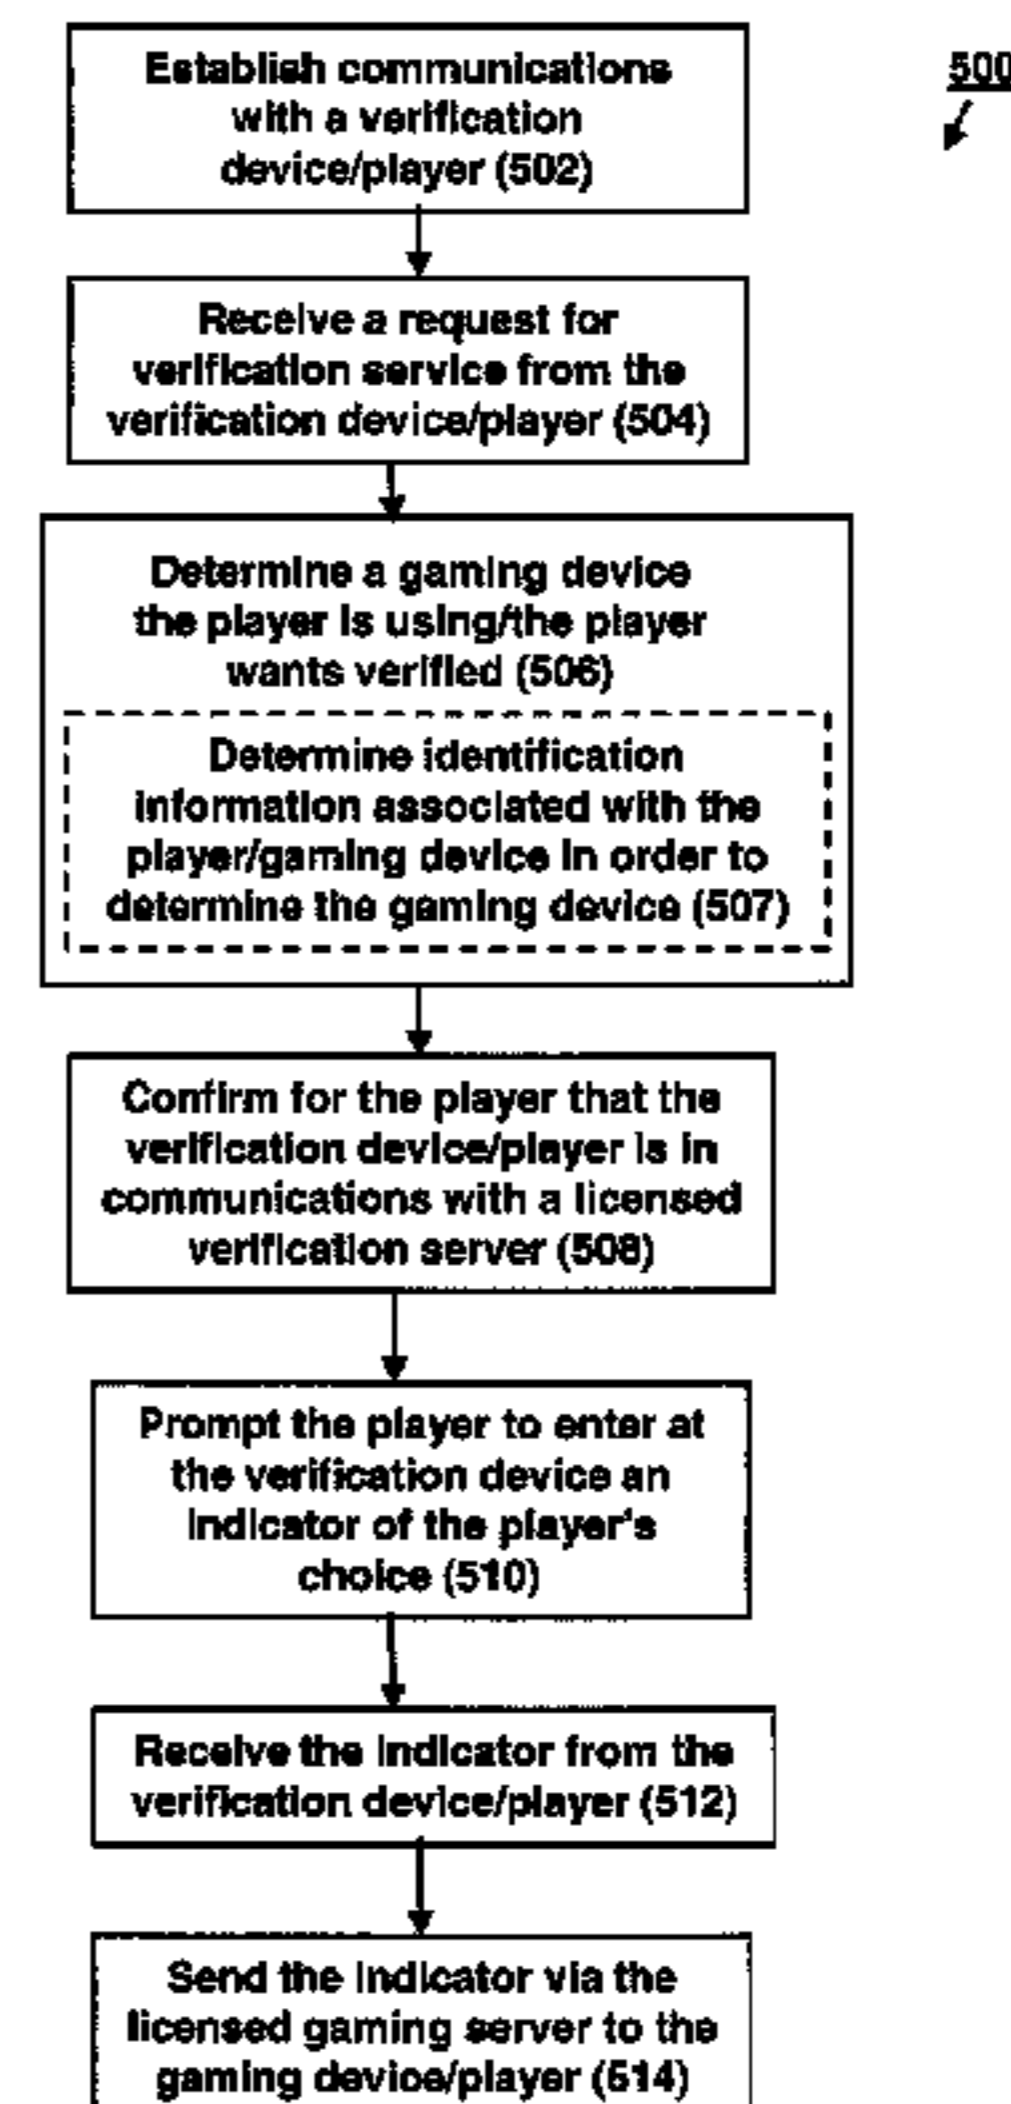 Establish communications
with a verification
device/player (502)
500
Receive a request for
verification service from the
verification device/player (504)
Determine a gaming device
the player is using/the player
wants verified (506)
Determine identification
information associated with the
player/gaming device in order to
determine the gaming device (507)
Confirm for the player that the
verification device/player is in
communications with a licensed
verification server (508)
Prompt the player to enter at
the verification device an
indicator of the player's
choice (510)
Receive the indicator from the
verification device/player (512)
Send the indicator via the
licensed gaming server to the
gaming device/player (514)